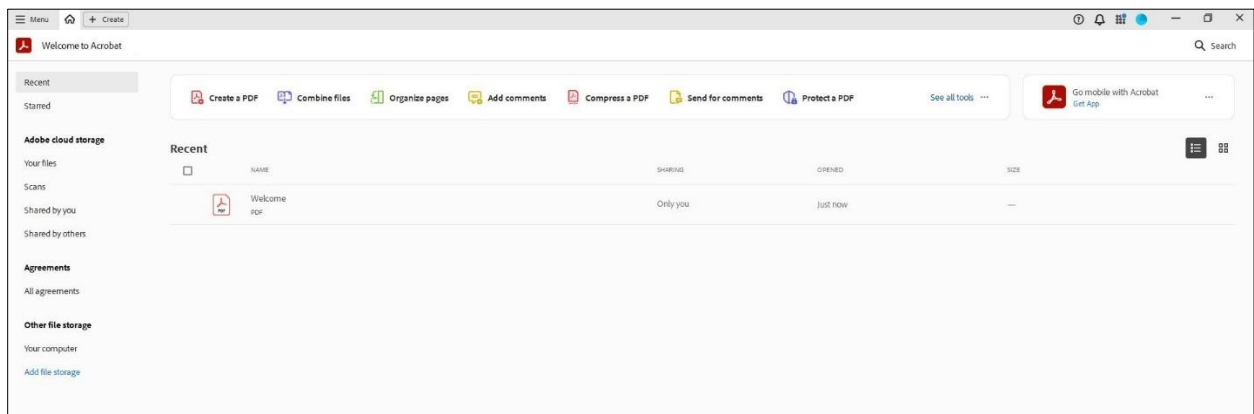 Menu + Create
Welcome to Acrobat Search
Recent
Starred
Adobe cloud storage
Your files
Scans
Shared by you
Shared by others
Agreements
All agreements
Other file storage
Your computer
Add file storage
Create a PDF Combine files Organize pages Add comments Compress a PDF Send for comments Protect a PDF See all tools ...
Go mobile with Acrobat ...
Get App
Recent
NAME SHARING OPENED SIZE
Welcome Only you Just now —
PDF PDF